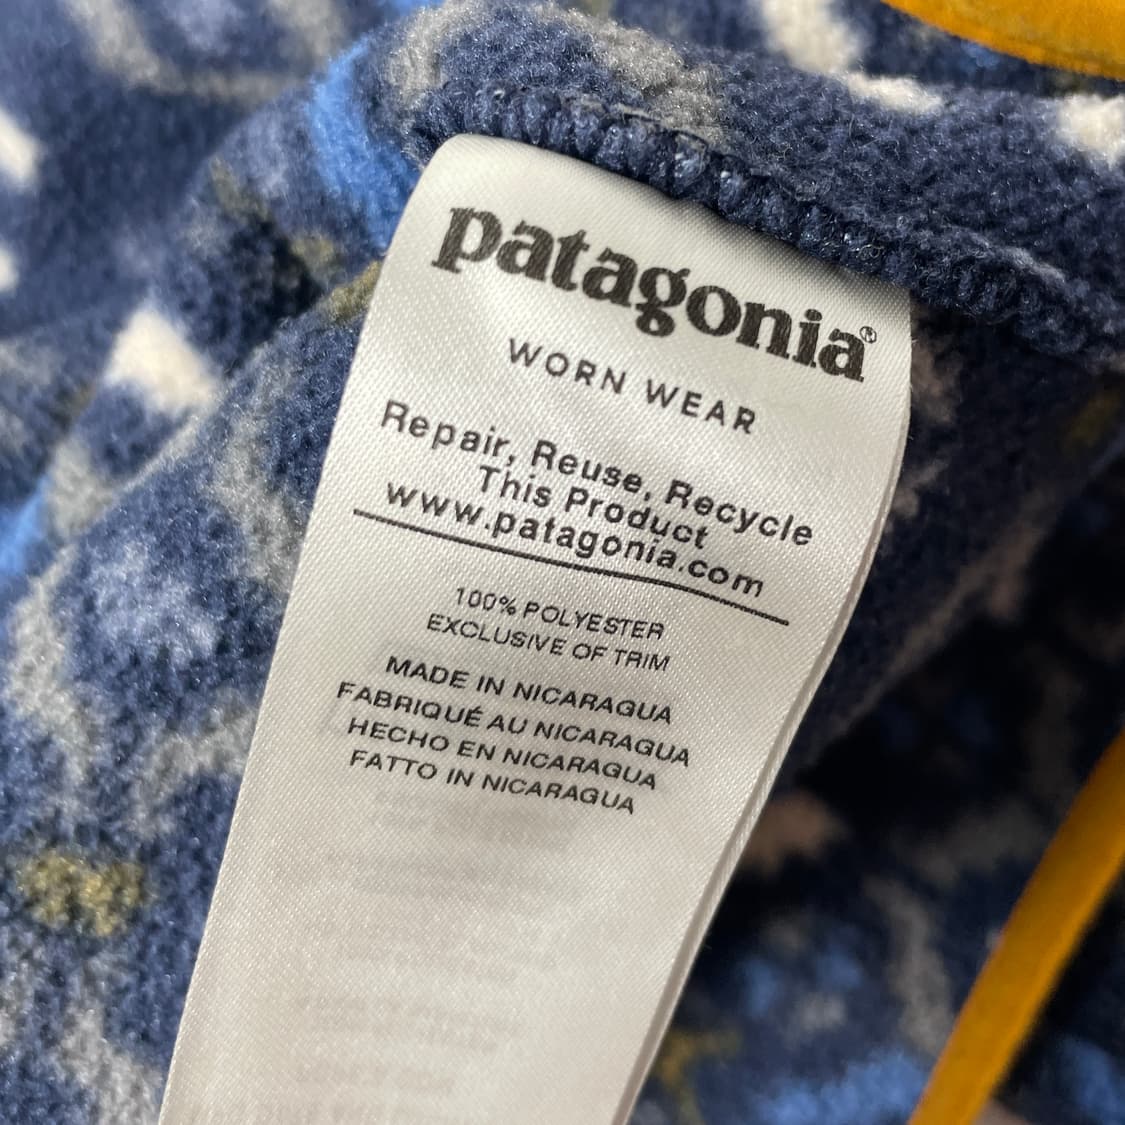 patagonia®
WORN WEAR
Repair, Reuse, Recycle
This Product
www.patagonia.com
100% POLYESTER
EXCLUSIVE OF TRIM
MADE IN NICARAGUA
FABRIQUÉ AU NICARAGUA
HECHO EN NICARAGUA
FATTO IN NICARAGUA